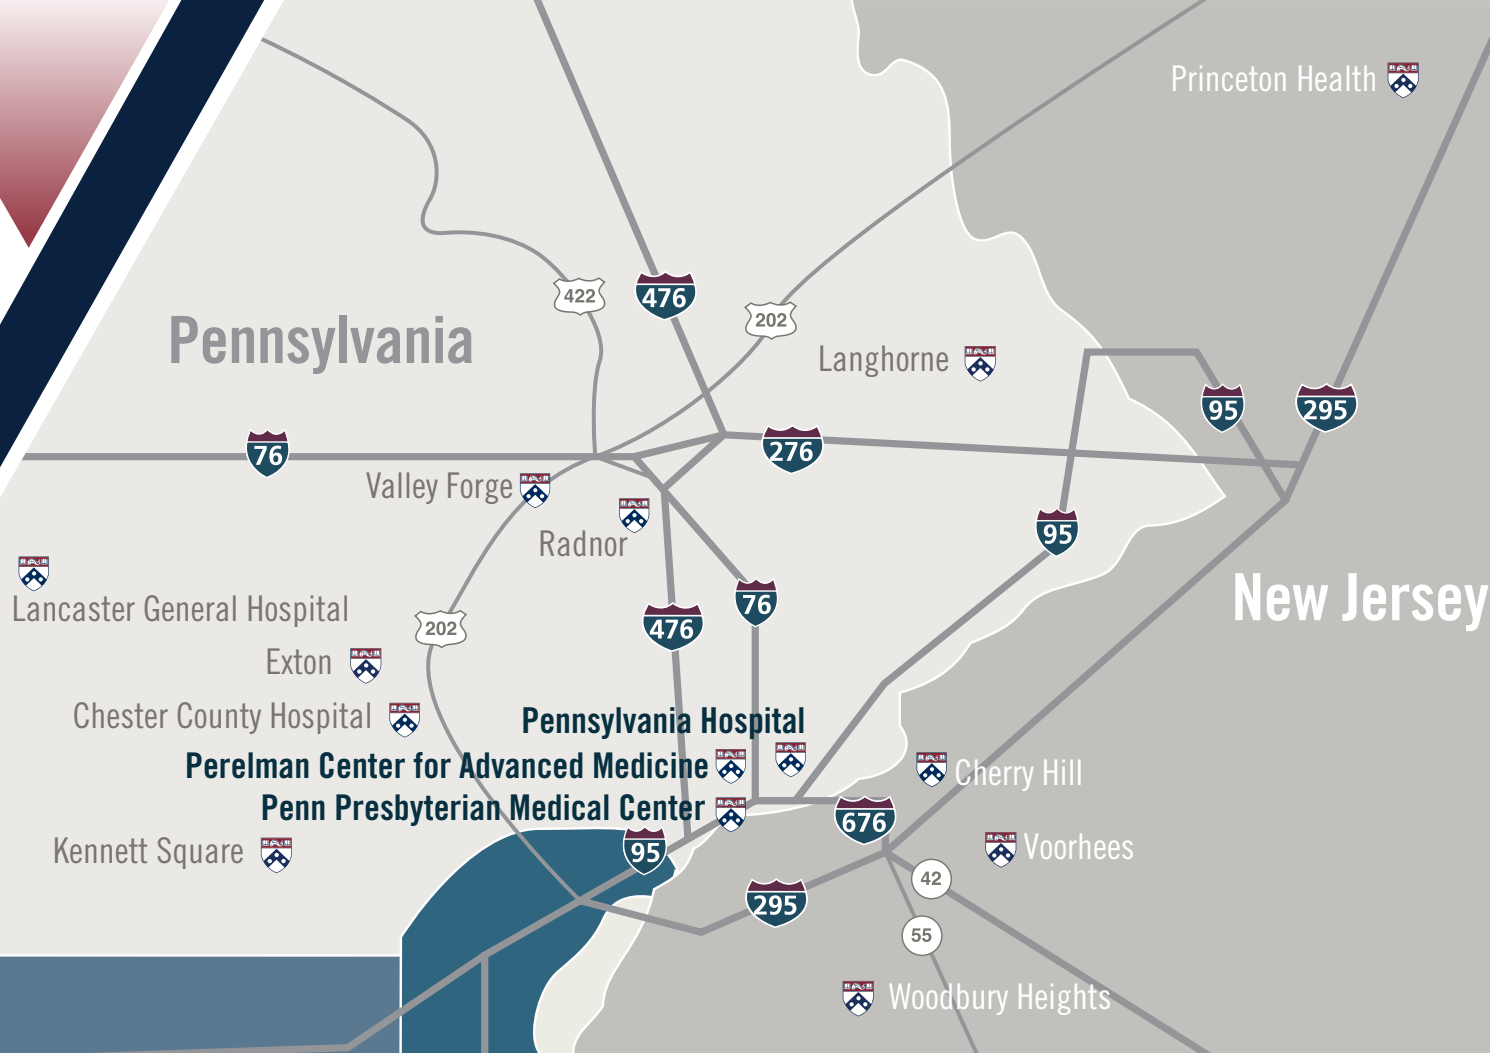 Princeton Health
422
476
202
Pennsylvania
Langhorne
95
295
76
276
Valley Forge
Radnor
95
Lancaster General Hospital
New Jersey
76
476
202
Exton
Chester County Hospital
Pennsylvania Hospital
Perelman Center for Advanced Medicine
Cherry Hill
Penn Presbyterian Medical Center
676
Kennett Square
95
Voorhees
42
295
55
Woodbury Heights